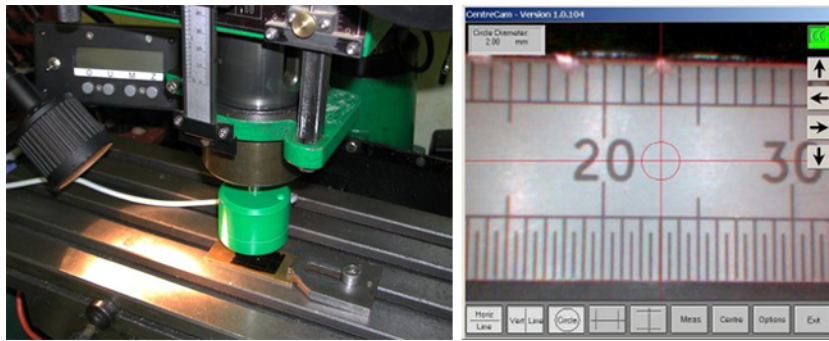 CentreCam - Version 1.0.104
Circle Diameter:
2.00 mm
CC
20
30
Horiz
Line
Vert Line
Circle
Meas
Centre
Options
Exit